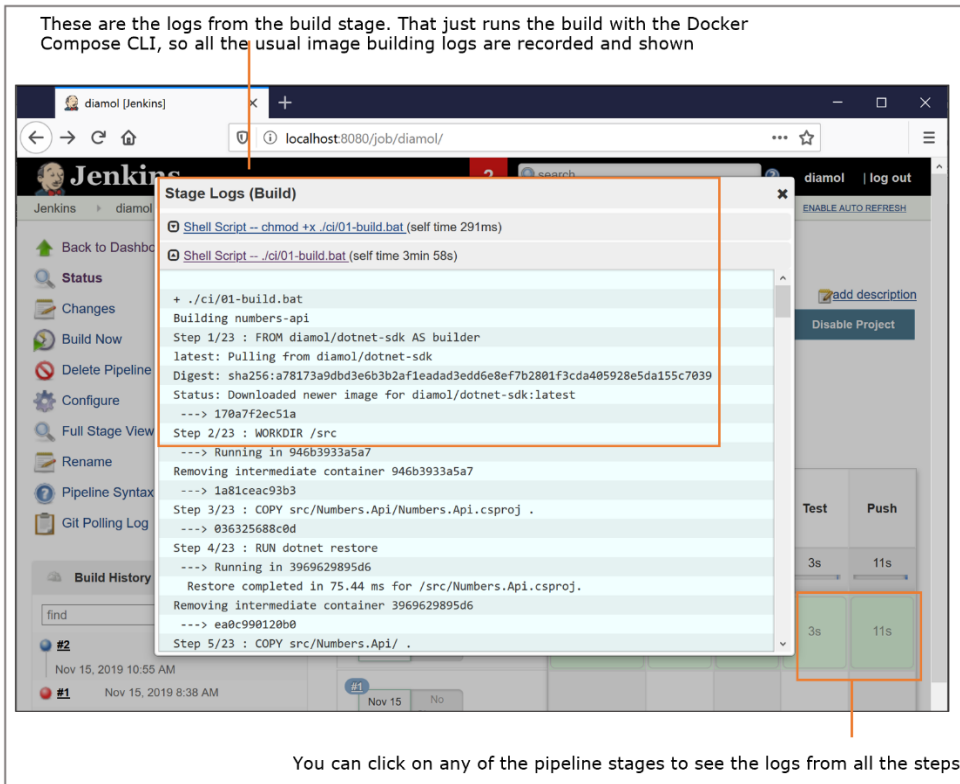 These are the logs from the build stage. That just runs the build with the Docker
Compose CLI, so all the usual image building logs are recorded and shown
diamol [Jenkins]
localhost:8080/job/diamol/
Jenkins
2
search
diamol | log out
Jenkins diamol
ENABLE AUTO REFRESH
Stage Logs (Build)
Shell Script -- chmod +x ./ci/01-build.bat (self time 291ms)
Shell Script -- ./ci/01-build.bat (self time 3min 58s)
+ ./ci/01-build.bat
Building numbers-api
Step 1/23 : FROM diamol/dotnet-sdk AS builder
latest: Pulling from diamol/dotnet-sdk
Digest: sha256:a78173a9dbd3e6b3b2af1eadad3edd6e8ef7b2801f3cda405928e5da155c7039
Status: Downloaded newer image for diamol/dotnet-sdk:latest
---> 170a7f2ec51a
Step 2/23 : WORKDIR /src
---> Running in 946b3933a5a7
Removing intermediate container 946b3933a5a7
---> 1a81ceac93b3
Step 3/23 : COPY src/Numbers.Api/Numbers.Api.csproj .
---> 036325688c0d
Step 4/23 : RUN dotnet restore
---> Running in 3969629895d6
Restore completed in 75.44 ms for /src/Numbers.Api.csproj.
Removing intermediate container 3969629895d6
---> ea0c990120b0
Step 5/23 : COPY src/Numbers.Api/ .
Back to Dashbo
Status
Changes
Build Now
Delete Pipeline
Configure
Full Stage View
Rename
Pipeline Syntax
Git Polling Log
Build History
find
#2
Nov 15, 2019 10:55 AM
#1 Nov 15, 2019 8:38 AM
add description
Disable Project
Test Push
3s 11s
3s 11s
#1
Nov 15 No
You can click on any of the pipeline stages to see the logs from all the steps